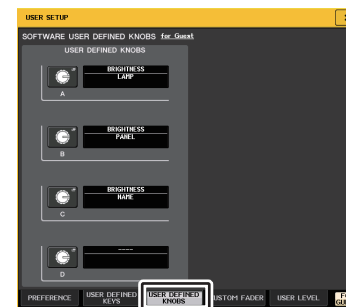 USER SETUP
SOFTWARE USER DEFINED KNOBS for Guest
USER DEFINED KNOBS
BRIGHTNESS
LAMP
A
BRIGHTNESS
PANEL
B
BRIGHTNESS
NAME
C
----
D
PREFERENCE
USER DEFINED
KEYS
USER DEFINED
KNOBS
USTOM FADER
USER LEVEL